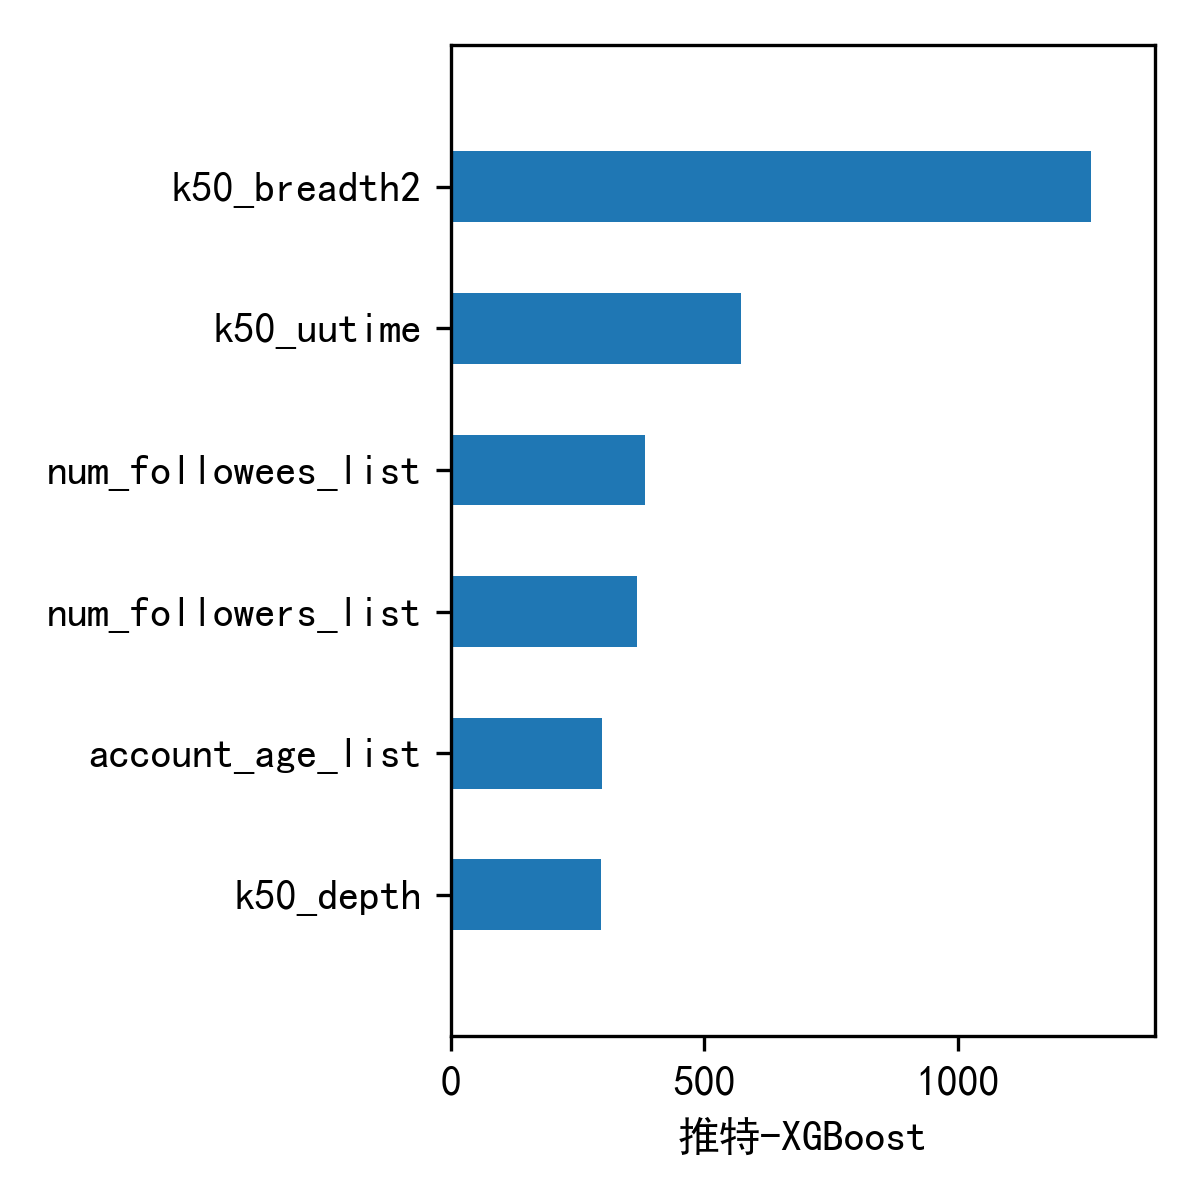 k50_breadth2
k50_uutime
num_followees_list
num_followers_list
account_age_list
k50_depth
0 500 1000
推特-XGBoost